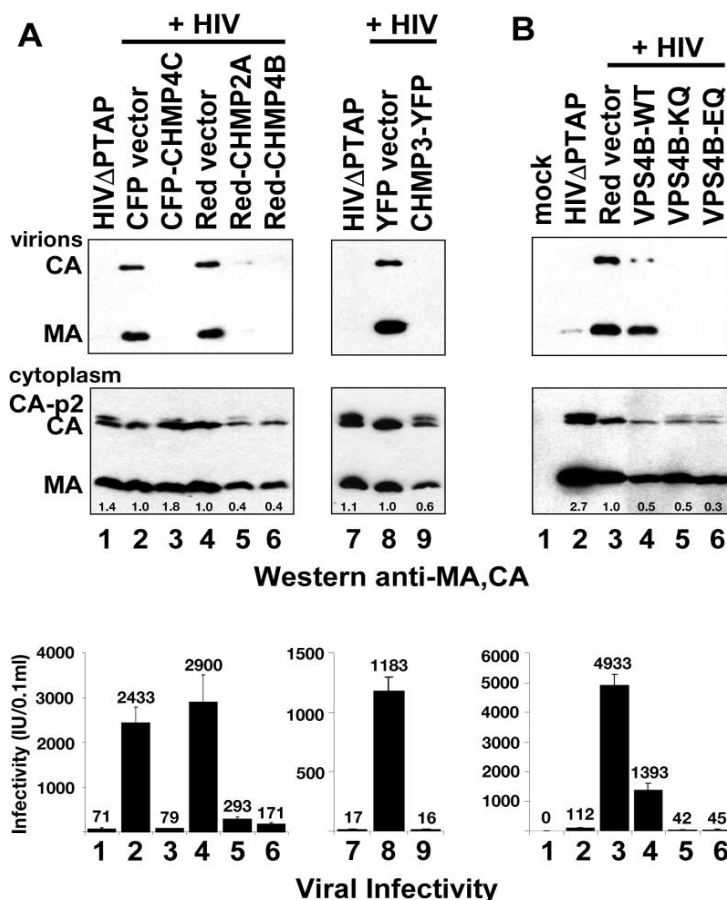 A
+ HIV
+ HIV
B
+ HIV
HIVΔPTAP
CFP vector
CFP-CHMP4C
Red vector
Red-CHMP2A
Red-CHMP4B
HIVΔPTAP
YFP vector
CHMP3-YFP
mock
HIVΔPTAP
Red vector
VPS4B-WT
VPS4B-KQ
VPS4B-EQ
virions
CA
MA
cytoplasm
CA-p2
CA
MA
1.4 1.0 1.8 1.0 0.4 0.4 1.1 1.0 0.6 2.7 1.0 0.5 0.5 0.3
1 2 3 4 5 6 7 8 9 1 2 3 4 5 6
Western anti-MA,CA
Infectivity (IU/0.1ml)
4000
3000
2000
1000
71 2433 79 2900 293 171
1 2 3 4 5 6
1500
1000
500
17 1183 16
7 8 9
6000
5000
4000
3000
2000
1000
0 112 4933 1393 42 45
1 2 3 4 5 6
Viral Infectivity